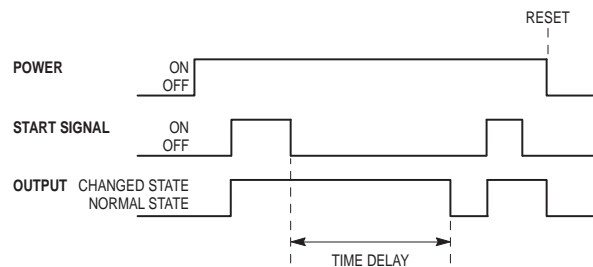 RESET
POWER ON
OFF
START SIGNAL ON
OFF
OUTPUT CHANGED STATE
NORMAL STATE
TIME DELAY